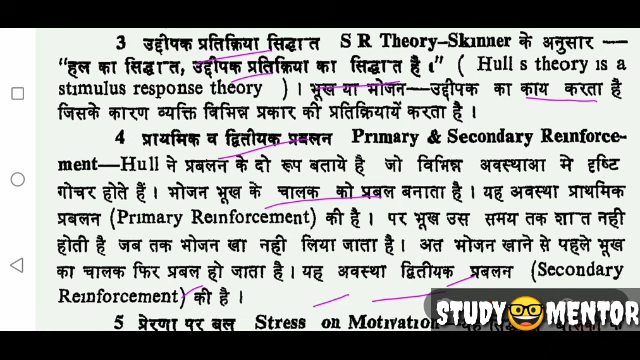 3 उद्दीपक प्रतिक्रिया सिद्धात S R Theory-Skinner के अनुसार —
“हल का सिद्धात, उद्दीपक प्रतिक्रिया का सिद्धात है।” ( Hull s theory is a
stimulus response theory ) । भूख या भोजन—उद्दीपक का काय करता है
जिसके कारण व्यक्ति विभिन्न प्रकार की प्रतिक्रियायें करता है।
4 प्राथमिक व द्वितीयक प्रबलन Primary & Secondary Reinforce-
ment—Hull ने प्रबलन के दो रूप बताये है जो विभिन्न अवस्थाआ मे दृष्टि
गोचर होते हैं। भोजन भूख के चालक को प्रबल बनाता है। यह अवस्था प्राथमिक
प्रबलन (Primary Reinforcement) की है। पर भूख उस समय तक शात नही
होती है जब तक भोजन खा नही लिया जाता है। अत भोजन खाने से पहले भूख
का चालक फिर प्रबल हो जाता है। यह अवस्था द्वितीयक प्रबलन (Secondary
Reinforcement) की है।
5 प्रेरणा पर बल Stress on Motivation
STUDY MENTOR